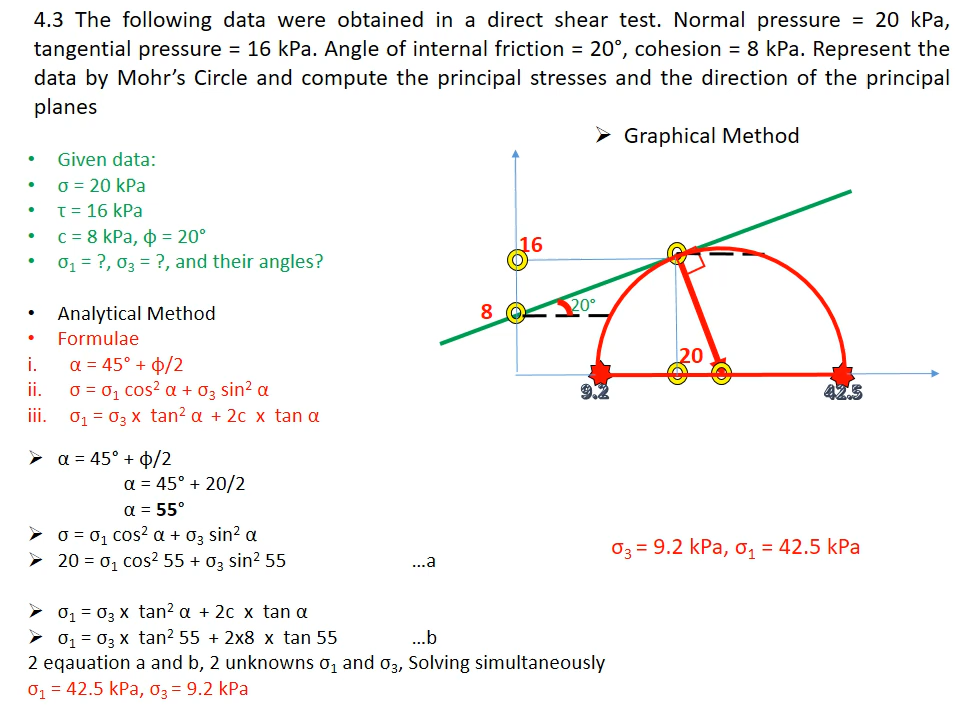 4.3 The following data were obtained in a direct shear test. Normal pressure = 20 kPa,
tangential pressure = 16 kPa. Angle of internal friction = 20°, cohesion = 8 kPa. Represent the
data by Mohr's Circle and compute the principal stresses and the direction of the principal
planes
➢ Graphical Method
• Given data:
• σ = 20 kPa
• τ = 16 kPa
• c = 8 kPa, ϕ = 20°
• σ₁ = ?, σ₃ = ?, and their angles?
• Analytical Method
• Formulae
i. α = 45° + ϕ/2
ii. σ = σ₁ cos² α + σ₃ sin² α
iii. σ₁ = σ₃ x tan² α + 2c x tan α
➢ α = 45° + ϕ/2
α = 45° + 20/2
α = 55°
➢ σ = σ₁ cos² α + σ₃ sin² α
➢ 20 = σ₁ cos² 55 + σ₃ sin² 55 ...a
➢ σ₁ = σ₃ x tan² α + 2c x tan α
➢ σ₁ = σ₃ x tan² 55 + 2x8 x tan 55 ...b
2 eqauation a and b, 2 unknowns σ₁ and σ₃, Solving simultaneously
σ₁ = 42.5 kPa, σ₃ = 9.2 kPa
16
8
20°
20
9.2
42.5
σ₃ = 9.2 kPa, σ₁ = 42.5 kPa